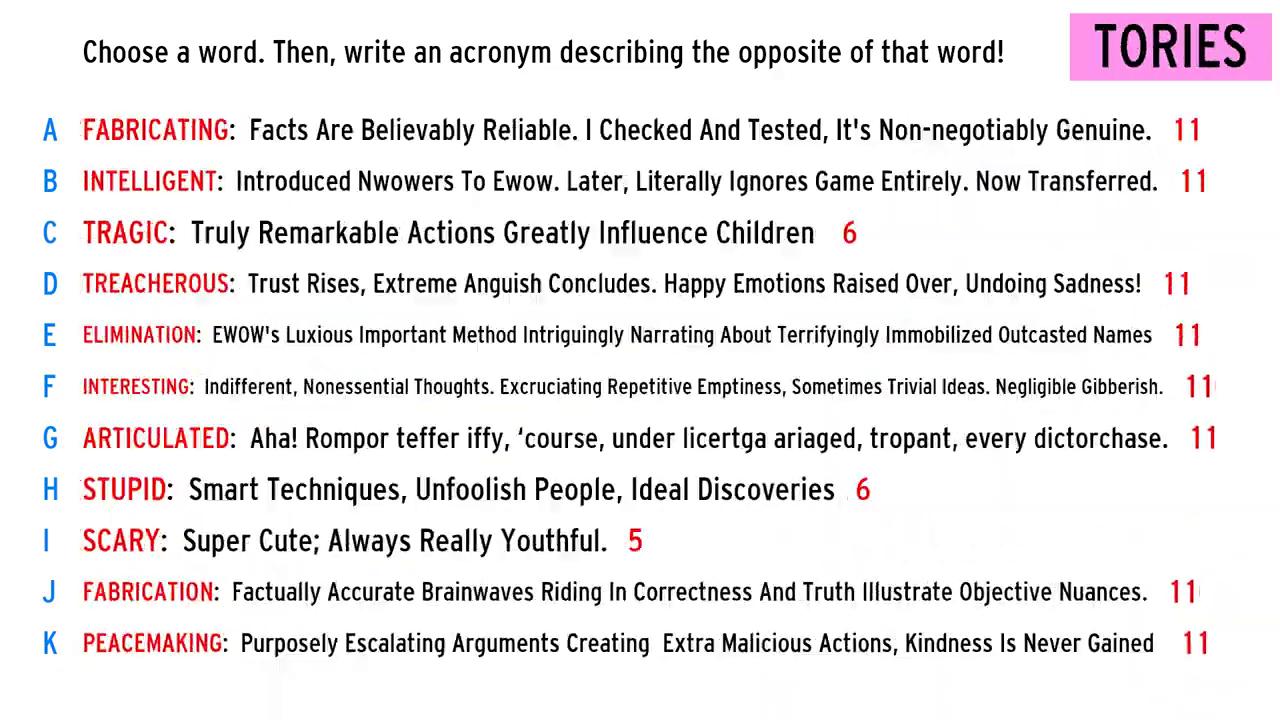 Choose a word. Then, write an acronym describing the opposite of that word!
TORIES
A FABRICATING: Facts Are Believably Reliable. I Checked And Tested, It's Non-negotiably Genuine. 11
B INTELLIGENT: Introduced Nwowers To Ewow. Later, Literally Ignores Game Entirely. Now Transferred. 11
C TRAGIC: Truly Remarkable Actions Greatly Influence Children 6
D TREACHEROUS: Trust Rises, Extreme Anguish Concludes. Happy Emotions Raised Over, Undoing Sadness! 11
E ELIMINATION: EWOW's Luxious Important Method Intriguingly Narrating About Terrifyingly Immobilized Outcasted Names 11
F INTERESTING: Indifferent, Nonessential Thoughts. Excruciating Repetitive Emptiness, Sometimes Trivial Ideas. Negligible Gibberish. 11
G ARTICULATED: Aha! Rompor teffer iffy, ‘course, under licertga ariaged, tropant, every dictorchase. 11
H STUPID: Smart Techniques, Unfoolish People, Ideal Discoveries 6
I SCARY: Super Cute; Always Really Youthful. 5
J FABRICATION: Factually Accurate Brainwaves Riding In Correctness And Truth Illustrate Objective Nuances. 11
K PEACEMAKING: Purposely Escalating Arguments Creating  Extra Malicious Actions, Kindness Is Never Gained 11